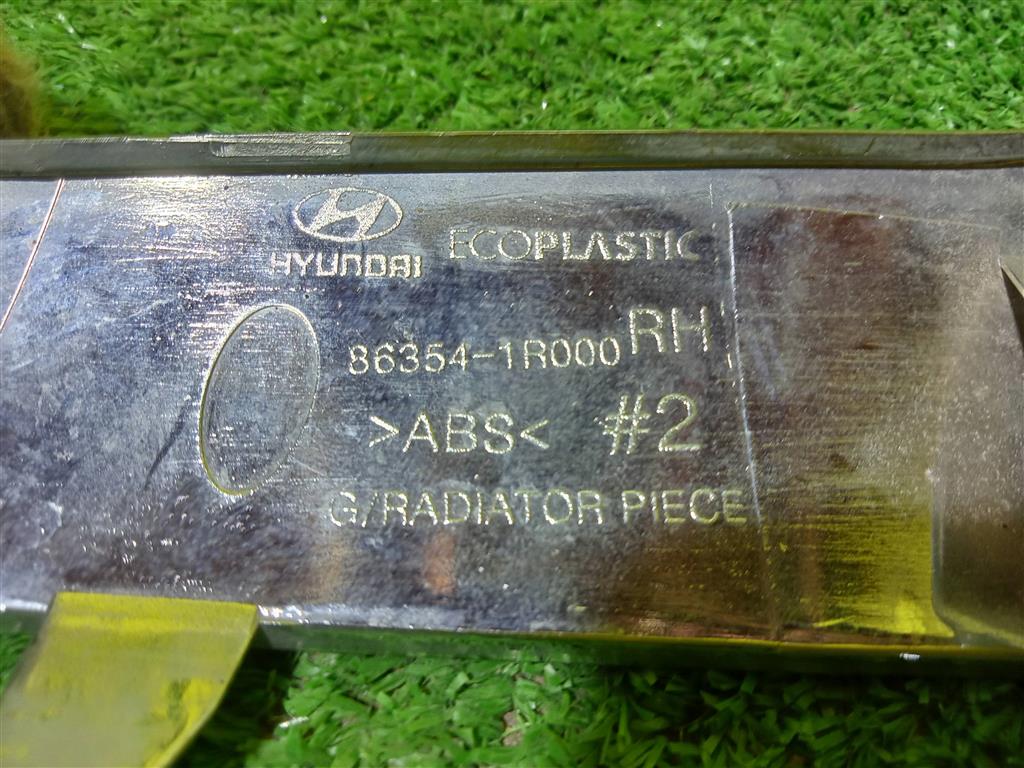 HYUNDAI ECOPLASTIC
86354-1R000 RH
>ABS< #2
G/RADIATOR PIECE